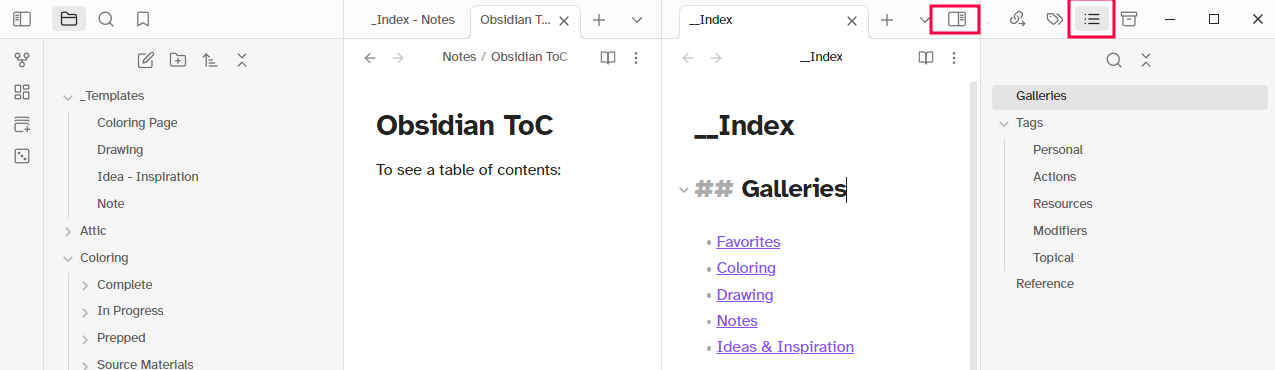 _Index - Notes
Obsidian T...
__Index
_Templates
Coloring Page
Drawing
Idea - Inspiration
Note
Attic
Coloring
Complete
In Progress
Prepped
Source Materials
Notes / Obsidian ToC
Obsidian ToC
To see a table of contents:
__Index
__Index
## Galleries
Favorites
Coloring
Drawing
Notes
Ideas & Inspiration
Galleries
Tags
Personal
Actions
Resources
Modifiers
Topical
Reference